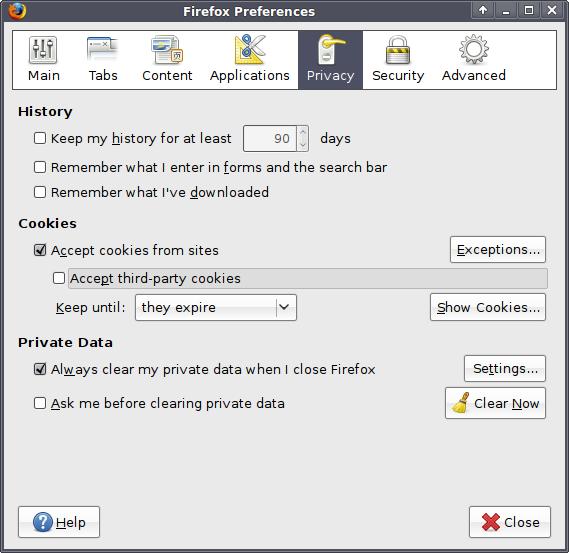 Firefox Preferences
Main Tabs Content Applications Privacy Security Advanced
History
Keep my history for at least 90 days
Remember what I enter in forms and the search bar
Remember what I've downloaded
Cookies
Accept cookies from sites Exceptions...
Accept third-party cookies
Keep until: they expire Show Cookies...
Private Data
Always clear my private data when I close Firefox Settings...
Ask me before clearing private data Clear Now
Help Close